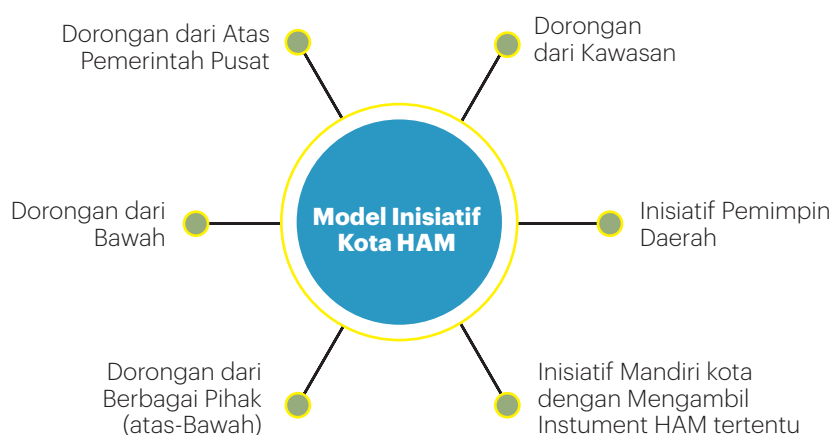 Dorongan dari Atas
Pemerintah Pusat
Dorongan
dari Kawasan
Dorongan dari
Bawah
Model Inisiatif
Kota HAM
Inisiatif Pemimpin
Daerah
Dorongan dari
Berbagai Pihak
(atas-Bawah)
Inisiatif Mandiri kota
dengan Mengambil
Instument HAM tertentu